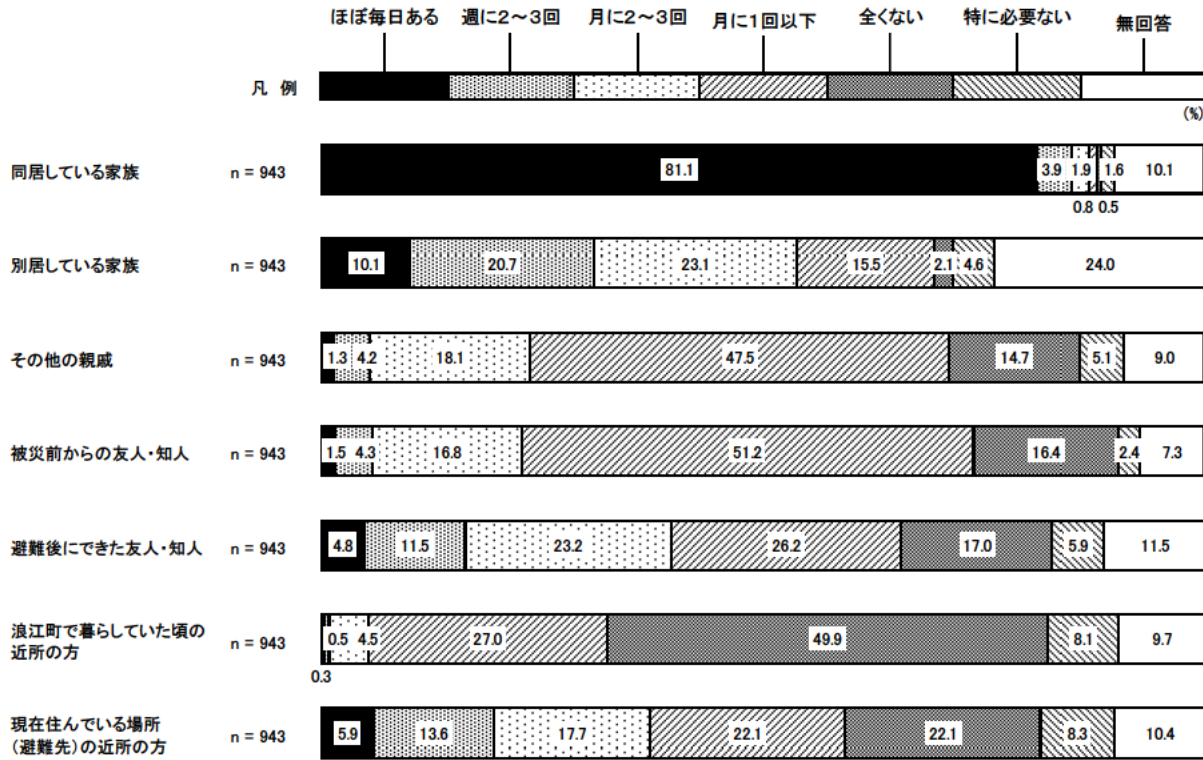 ほぼ毎日ある 週に2～3回 月に2～3回 月に1回以下 全くない 特に必要ない 無回答
凡 例
(%)
同居している家族 n = 943 81.1 3.9 1.9 1.6 10.1
0.8 0.5
別居している家族 n = 943 10.1 20.7 23.1 15.5 2.1 4.6 24.0
その他の親戚 n = 943 1.3 4.2 18.1 47.5 14.7 5.1 9.0
被災前からの友人・知人 n = 943 1.5 4.3 16.8 51.2 16.4 2.4 7.3
避難後にできた友人・知人 n = 943 4.8 11.5 23.2 26.2 17.0 5.9 11.5
浪江町で暮らしていた頃の
近所の方 n = 943 0.5 4.5 27.0 49.9 8.1 9.7
0.3
現在住んでいる場所
（避難先）の近所の方 n = 943 5.9 13.6 17.7 22.1 22.1 8.3 10.4